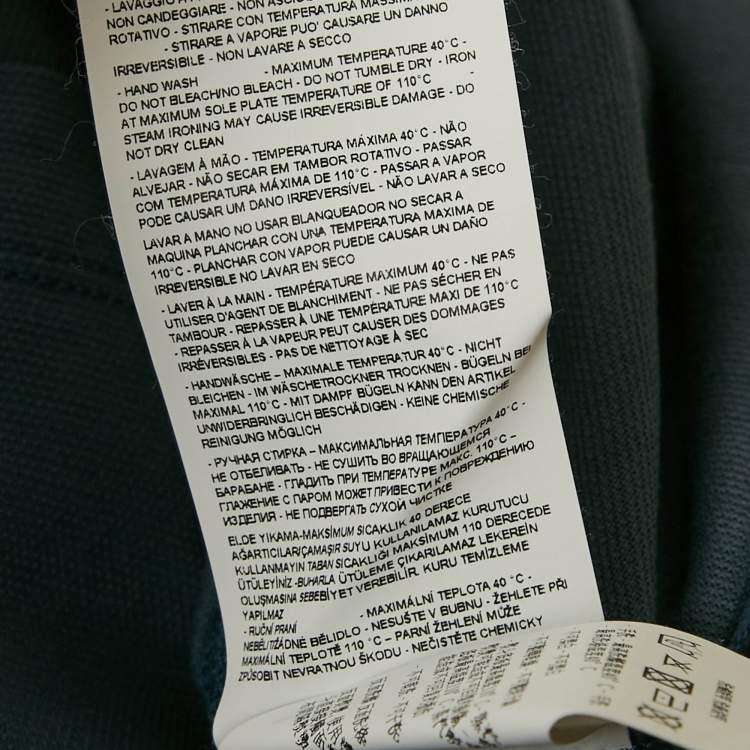 - LAVAGGIO A
NON CANDEGGIARE - NON
ROTATIVO - STIRARE CON TEMPERATURA MASSIMA
- STIRARE A VAPORE PUO' CAUSARE UN DANNO
IRREVERSIBILE - NON LAVARE A SECCO
- HAND WASH - MAXIMUM TEMPERATURE 40°C -
DO NOT BLEACH/NO BLEACH - DO NOT TUMBLE DRY - IRON
AT MAXIMUM SOLE PLATE TEMPERATURE OF 110°C
STEAM IRONING MAY CAUSE IRREVERSIBLE DAMAGE - DO
NOT DRY CLEAN
- LAVAGEM À MÃO - TEMPERATURA MÁXIMA 40°C - NÃO
ALVEJAR - NÃO SECAR EM TAMBOR ROTATIVO - PASSAR
COM TEMPERATURA MÁXIMA DE 110°C - PASSAR A VAPOR
PODE CAUSAR UM DANO IRREVERSÍVEL - NÃO LAVAR A SECO
LAVAR A MANO NO USAR BLANQUEADOR NO SECAR A
MAQUINA PLANCHAR CON UNA TEMPERATURA MAXIMA DE
110°C - PLANCHAR CON VAPOR PUEDE CAUSAR UN DAÑO
IRREVERSIBLE NO LAVAR EN SECO
- LAVER À LA MAIN - TEMPÉRATURE MAXIMUM 40°C - NE PAS
UTILISER D'AGENT DE BLANCHIMENT - NE PAS SÉCHER EN
TAMBOUR - REPASSER À UNE TEMPÉRATURE MAXI DE 110°C
- REPASSER À LA VAPEUR PEUT CAUSER DES DOMMAGES
IRRÉVERSIBLES - PAS DE NETTOYAGE À SEC
- HANDWÄSCHE – MAXIMALE TEMPERATUR 40°C - NICHT
BLEICHEN - IM WÄSCHETROCKNER TROCKNEN - BÜGELN BEI
MAXIMAL 110°C - MIT DAMPF BÜGELN KANN DEN ARTIKEL
UNWIDERBRINGLICH BESCHÄDIGEN - KEINE CHEMISCHE
REINIGUNG MÖGLICH
- РУЧНАЯ СТИРКА – МАКСИМАЛЬНАЯ ТЕМПЕРАТУРА 40°C -
НЕ ОТБЕЛИВАТЬ - НЕ СУШИТЬ ВО ВРАЩАЮЩЕМСЯ
БАРАБАНЕ - ГЛАДИТЬ ПРИ ТЕМПЕРАТУРЕ МАКС. 110°C –
ГЛАЖЕНИЕ С ПАРОМ МОЖЕТ ПРИВЕСТИ К ПОВРЕЖДЕНИЮ
ИЗДЕЛИЯ - НЕ ПОДВЕРГАТЬ СУХОЙ ЧИСТКЕ
ELDE YIKAMA-MAKSİMUM SICAKLIK 40 DERECE
AĞARTICILAR/ÇAMAŞIR SUYU KULLANILAMAZ KURUTUCU
KULLANMAYIN TABAN SICAKLIĞI MAKSİMUM 110 DERECEDE
ÜTÜLEYİNİZ -BUHARLA ÜTÜLEME ÇIKARILAMAZ LEKEREİN
OLUŞMASINA SEBEBİYET VEREBİLİR. KURU TEMİZLEME
YAPILMAZ
- RUČNÍ PRANÍ - MAXIMÁLNÍ TEPLOTA 40°C -
NEBĚLIT/ŽÁDNÉ BĚLIDLO - NESUŠTE V BUBNU - ŽEHLETE PŘI
MAXIMÁLNÍ TEPLOTĚ 110°C – PARNÍ ŽEHLENÍ MŮŽE
ZPŮSOBIT NEVRATNOU ŠKODU - NEČISTĚTE CHEMICKY